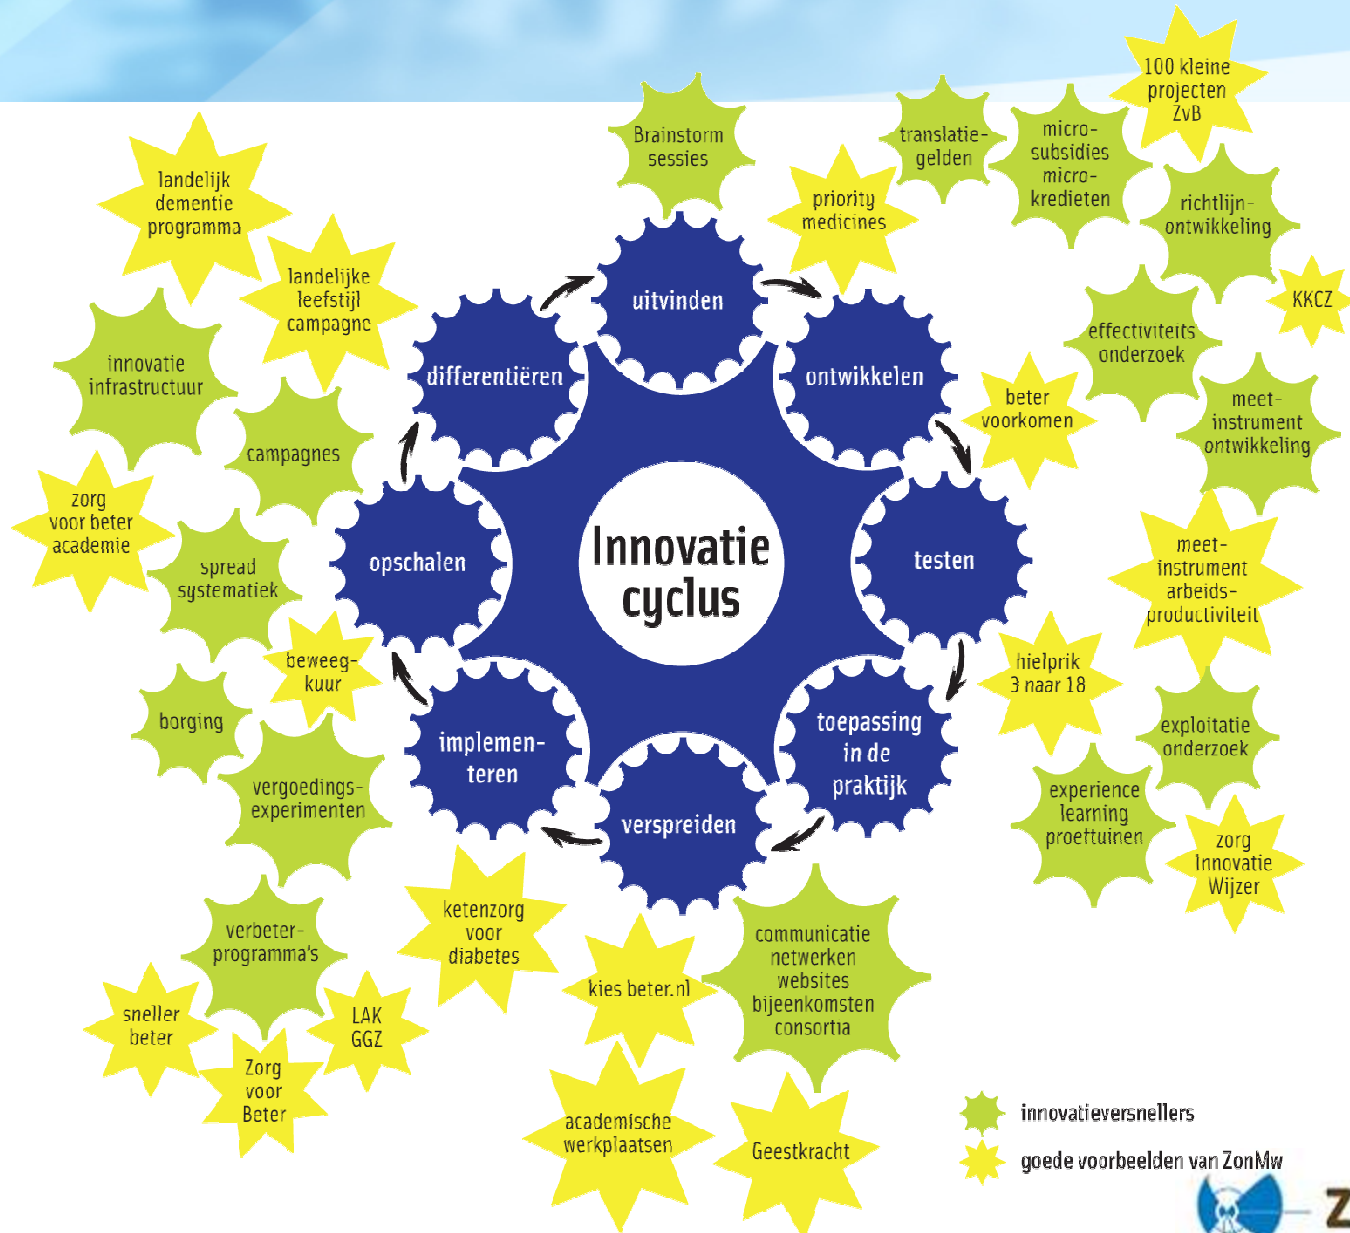 100 kleine
projecten
ZvB
Brainstorm
sessies
translatie-
gelden
micro-
subsidies
micro-
kredieten
priority
medicines
richtlijn-
ontwikkeling
KKCZ
effectiviteits
onderzoek
beter
voorkomen
meet-
instrument
ontwikkeling
meet-
instrument
arbeids-
productiviteit
hielprik
3 naar 18
exploitatie
onderzoek
experience
learning
proeftuinen
zorg
Innovatie
Wijzer
landelijk
dementie
programma
landelijke
leefstijl
campagne
innovatie
infrastructuur
campagnes
zorg
voor beter
academie
spread
systematiek
beweeg-
kuur
borging
vergoedings-
experimenten
verbeter-
programma's
sneller
beter
LAK
GGZ
Zorg
voor
Beter
ketenzorg
voor
diabetes
kies beter.nl
communicatie
netwerken
websites
bijeenkomsten
consortia
academische
werkplaatsen
Geestkracht
uitvinden
ontwikkelen
testen
toepassing
in de
praktijk
verspreiden
implemen-
teren
opschalen
differentiëren
Innovatie
cyclus
innovatieversnellers
goede voorbeelden van ZonMw
Z